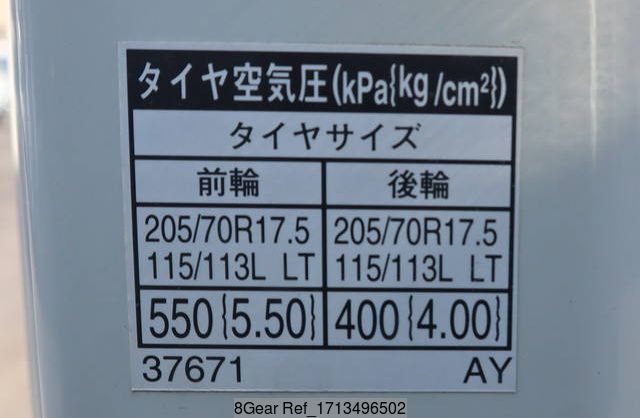 タイヤ空気圧(kPa{kg/cm²})
タイヤサイズ
前輪 後輪
205/70R17.5 205/70R17.5
115/113L LT 115/113L LT
550{5.50} 400{4.00}
37671 AY
8Gear Ref_1713496502